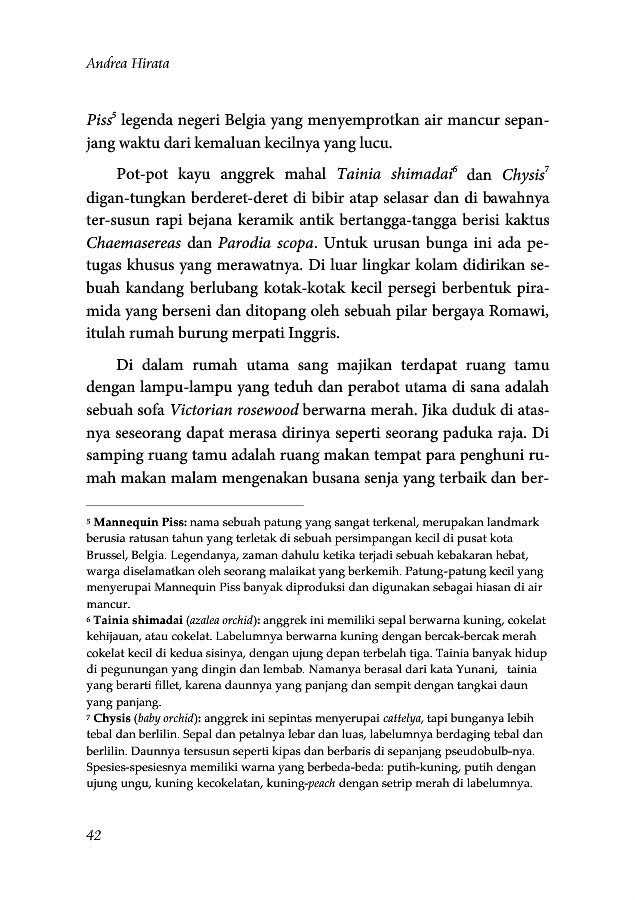 Andrea Hirata
Piss⁵ legenda negeri Belgia yang menyemprotkan air mancur sepan-
jang waktu dari kemaluan kecilnya yang lucu.
Pot-pot kayu anggrek mahal Tainia shimadai⁶ dan Chysis⁷
digan-tungkan berderet-deret di bibir atap selasar dan di bawahnya
ter-susun rapi bejana keramik antik bertangga-tangga berisi kaktus
Chaemasereas dan Parodia scopa. Untuk urusan bunga ini ada pe-
tugas khusus yang merawatnya. Di luar lingkar kolam didirikan se-
buah kandang berlubang kotak-kotak kecil persegi berbentuk pira-
mida yang berseni dan ditopang oleh sebuah pilar bergaya Romawi,
itulah rumah burung merpati Inggris.
Di dalam rumah utama sang majikan terdapat ruang tamu
dengan lampu-lampu yang teduh dan perabot utama di sana adalah
sebuah sofa Victorian rosewood berwarna merah. Jika duduk di atas-
nya seseorang dapat merasa dirinya seperti seorang paduka raja. Di
samping ruang tamu adalah ruang makan tempat para penghuni ru-
mah makan malam mengenakan busana senja yang terbaik dan ber-
⁵ Mannequin Piss: nama sebuah patung yang sangat terkenal, merupakan landmark
berusia ratusan tahun yang terletak di sebuah persimpangan kecil di pusat kota
Brussel, Belgia. Legendanya, zaman dahulu ketika terjadi sebuah kebakaran hebat,
warga diselamatkan oleh seorang malaikat yang berkemih. Patung-patung kecil yang
menyerupai Mannequin Piss banyak diproduksi dan digunakan sebagai hiasan di air
mancur.
⁶ Tainia shimadai (azalea orchid): anggrek ini memiliki sepal berwarna kuning, cokelat
kehijauan, atau cokelat. Labelumnya berwarna kuning dengan bercak-bercak merah
cokelat kecil di kedua sisinya, dengan ujung depan terbelah tiga. Tainia banyak hidup
di pegunungan yang dingin dan lembab. Namanya berasal dari kata Yunani, tainia
yang berarti fillet, karena daunnya yang panjang dan sempit dengan tangkai daun
yang panjang.
⁷ Chysis (baby orchid): anggrek ini sepintas menyerupai cattelya, tapi bunganya lebih
tebal dan berlilin. Sepal dan petalnya lebar dan luas, labelumnya berdaging tebal dan
berlilin. Daunnya tersusun seperti kipas dan berbaris di sepanjang pseudobulb-nya.
Spesies-spesiesnya memiliki warna yang berbeda-beda: putih-kuning, putih dengan
ujung ungu, kuning kecokelatan, kuning-peach dengan setrip merah di labelumnya.
42